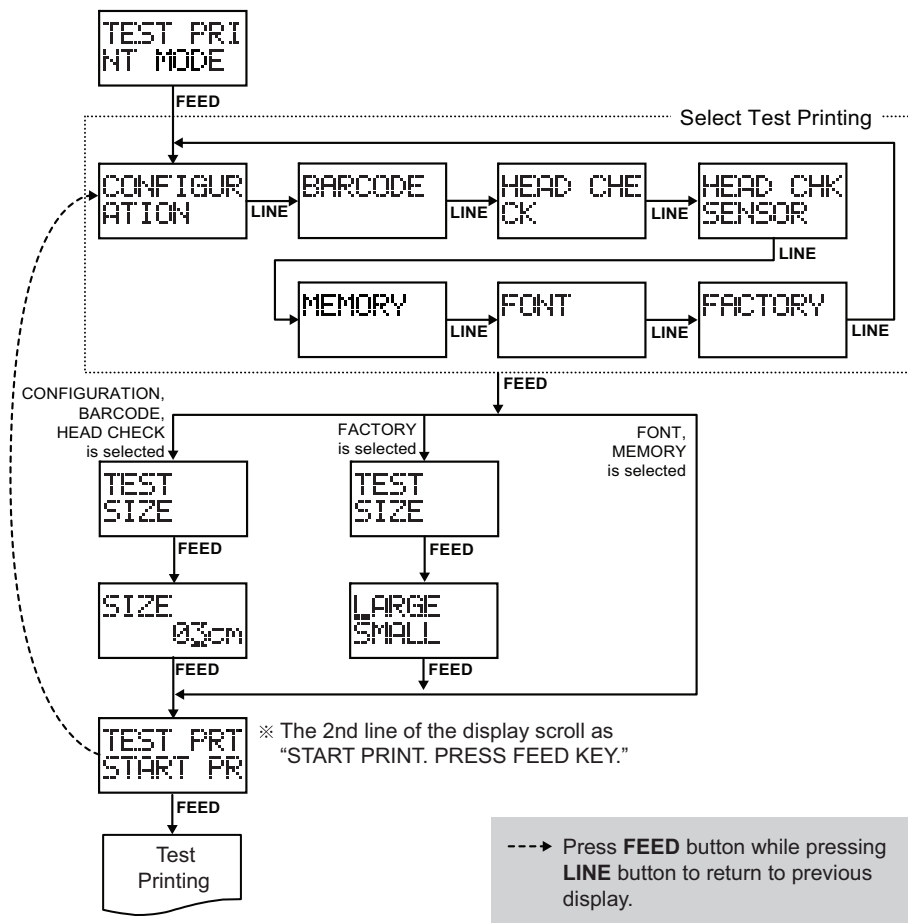 TEST PRI
NT MODE
FEED
Select Test Printing
CONFIGUR
ATION
LINE
BARCODE
LINE
HEAD CHE
CK
LINE
HEAD CHK
SENSOR
LINE
MEMORY
LINE
FONT
LINE
FACTORY
LINE
FEED
CONFIGURATION,
BARCODE,
HEAD CHECK
is selected
FACTORY
is selected
FONT,
MEMORY
is selected
TEST
SIZE
FEED
TEST
SIZE
FEED
SIZE
03cm
FEED
LARGE
SMALL
FEED
TEST PRT
START PR
※ The 2nd line of the display scroll as
“START PRINT. PRESS FEED KEY.”
FEED
Test
Printing
Press FEED button while pressing
LINE button to return to previous
display.